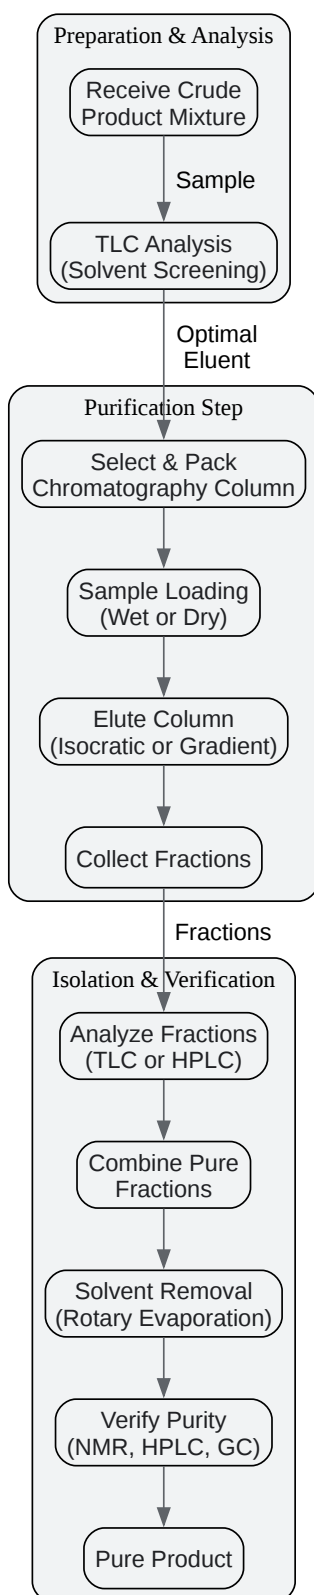 Preparation & Analysis
Receive Crude
Product Mixture
Sample
TLC Analysis
(Solvent Screening)
Optimal
Eluent
Purification Step
Select & Pack
Chromatography Column
Sample Loading
(Wet or Dry)
Elute Column
(Isocratic or Gradient)
Collect Fractions
Fractions
Isolation & Verification
Analyze Fractions
(TLC or HPLC)
Combine Pure
Fractions
Solvent Removal
(Rotary Evaporation)
Verify Purity
(NMR, HPLC, GC)
Pure Product